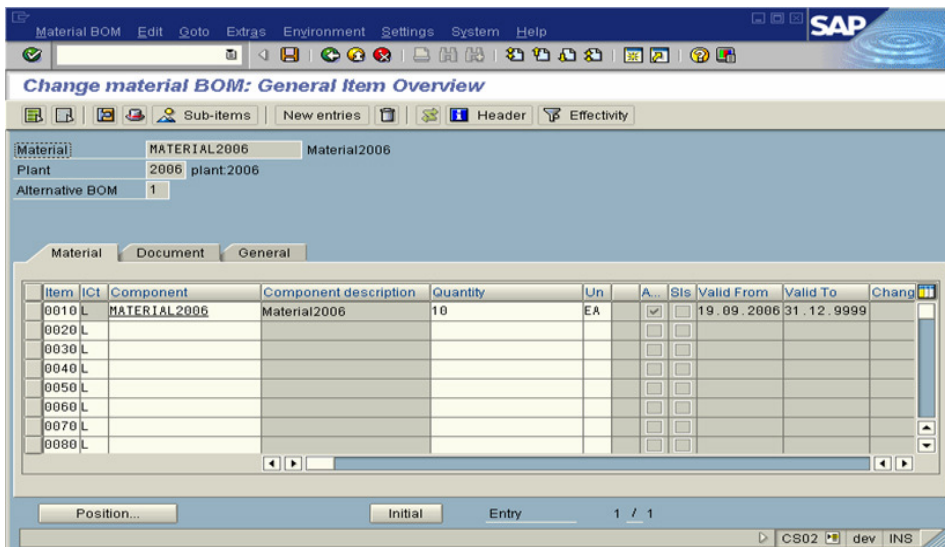 Material BOM Edit Goto Extras Environment Settings System Help
SAP
Change material BOM: General Item Overview
Sub-items New entries Header Effectivity
Material MATERIAL2006 Material2006
Plant 2006 plant:2006
Alternative BOM 1
Material Document General
Item ICt Component Component description Quantity Un A... SIs Valid From Valid To Chang
0010 L MATERIAL2006 Material2006 10 EA 19.09.2006 31.12.9999
0020 L
0030 L
0040 L
0050 L
0060 L
0070 L
0080 L
Position... Initial Entry 1 / 1
CS02 dev INS